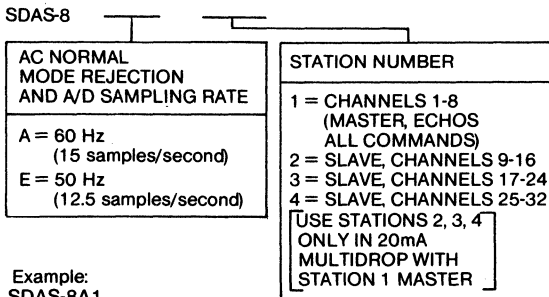 SDAS-8
AC NORMAL
MODE REJECTION
AND A/D SAMPLING RATE
A = 60 Hz
(15 samples/second)
E = 50 Hz
(12.5 samples/second)
STATION NUMBER
1 = CHANNELS 1-8
(MASTER, ECHOS
ALL COMMANDS)
2 = SLAVE, CHANNELS 9-16
3 = SLAVE, CHANNELS 17-24
4 = SLAVE, CHANNELS 25-32
USE STATIONS 2, 3, 4
ONLY IN 20mA
MULTIDROP WITH
STATION 1 MASTER
Example:
SDAS-8A1